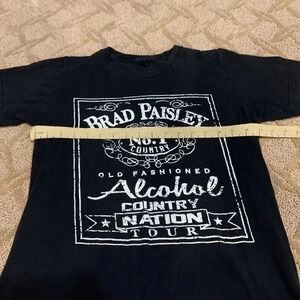 BRAD PAISLEY
No. 1
COUNTRY
OLD FASHIONED
Alcohol
COUNTRY
NATION
TOUR